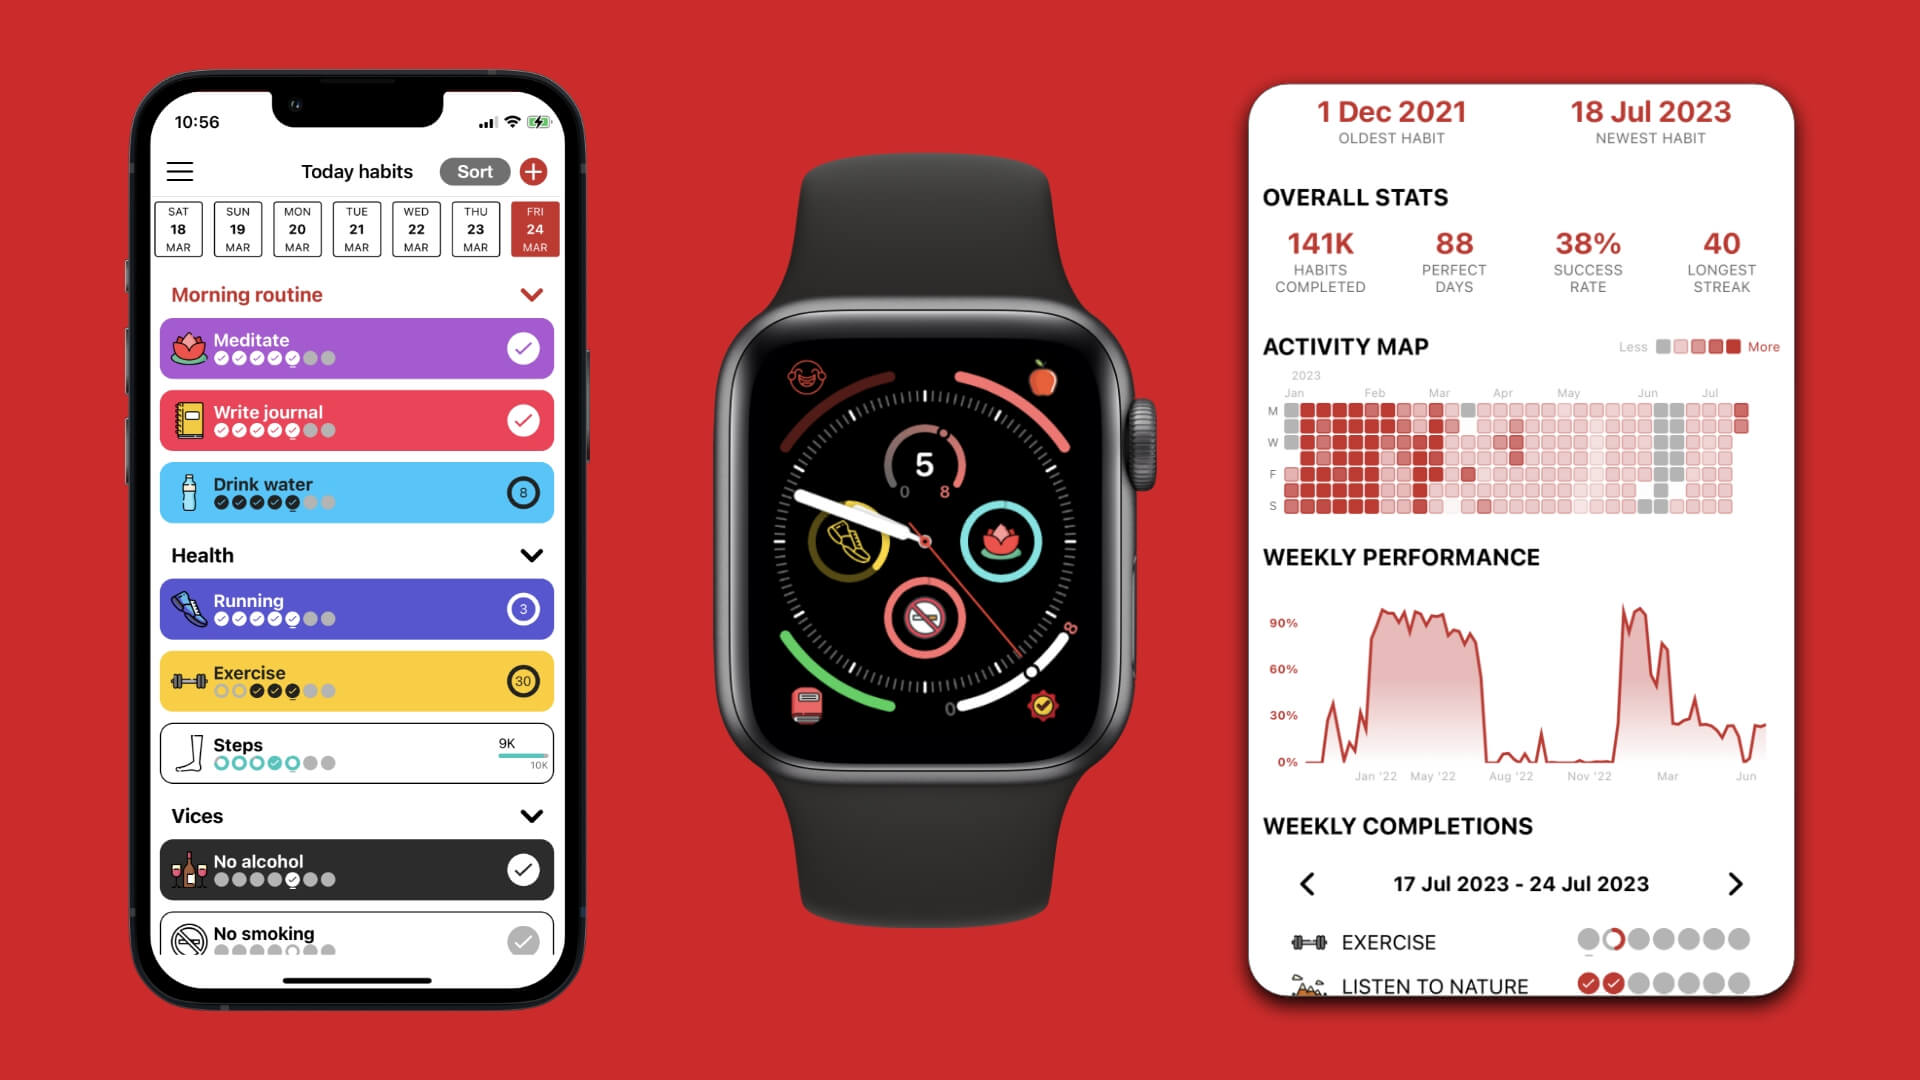 10:56
Today habits
Sort
SAT SUN MON TUE WED THU FRI
18 19 20 21 22 23 24
MAR MAR MAR MAR MAR MAR MAR
Morning routine
Meditate
Write journal
Drink water
8
Health
Running
3
Exercise
30
Steps
9K
10K
Vices
No alcohol
No smoking
5
0 8
8
0
1 Dec 2021 18 Jul 2023
OLDEST HABIT NEWEST HABIT
OVERALL STATS
141K 88 38% 40
HABITS PERFECT SUCCESS LONGEST
COMPLETED DAYS RATE STREAK
ACTIVITY MAP
Less More
2023
Jan Feb Mar Apr May Jun Jul
M
W
F
S
WEEKLY PERFORMANCE
90%
60%
30%
0%
Jan '22 May '22 Aug '22 Nov '22 Mar Jun
WEEKLY COMPLETIONS
17 Jul 2023 - 24 Jul 2023
EXERCISE
LISTEN TO NATURE